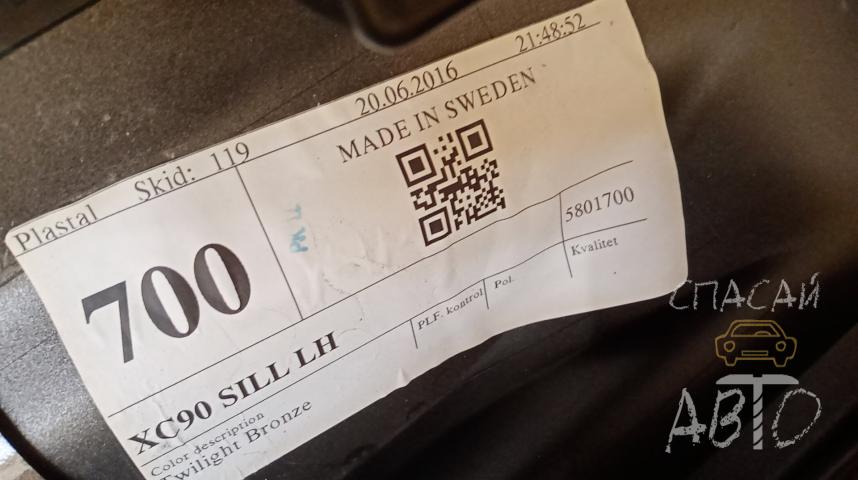 Plastal Skid: 119 20.06.2016 21:48:52
700
MADE IN SWEDEN
5801700
XC90 SILL LH
PLF. kontrol
Pol.
Kvalitet
Color description
Twilight Bronze
СПАСАЙ
АВТО